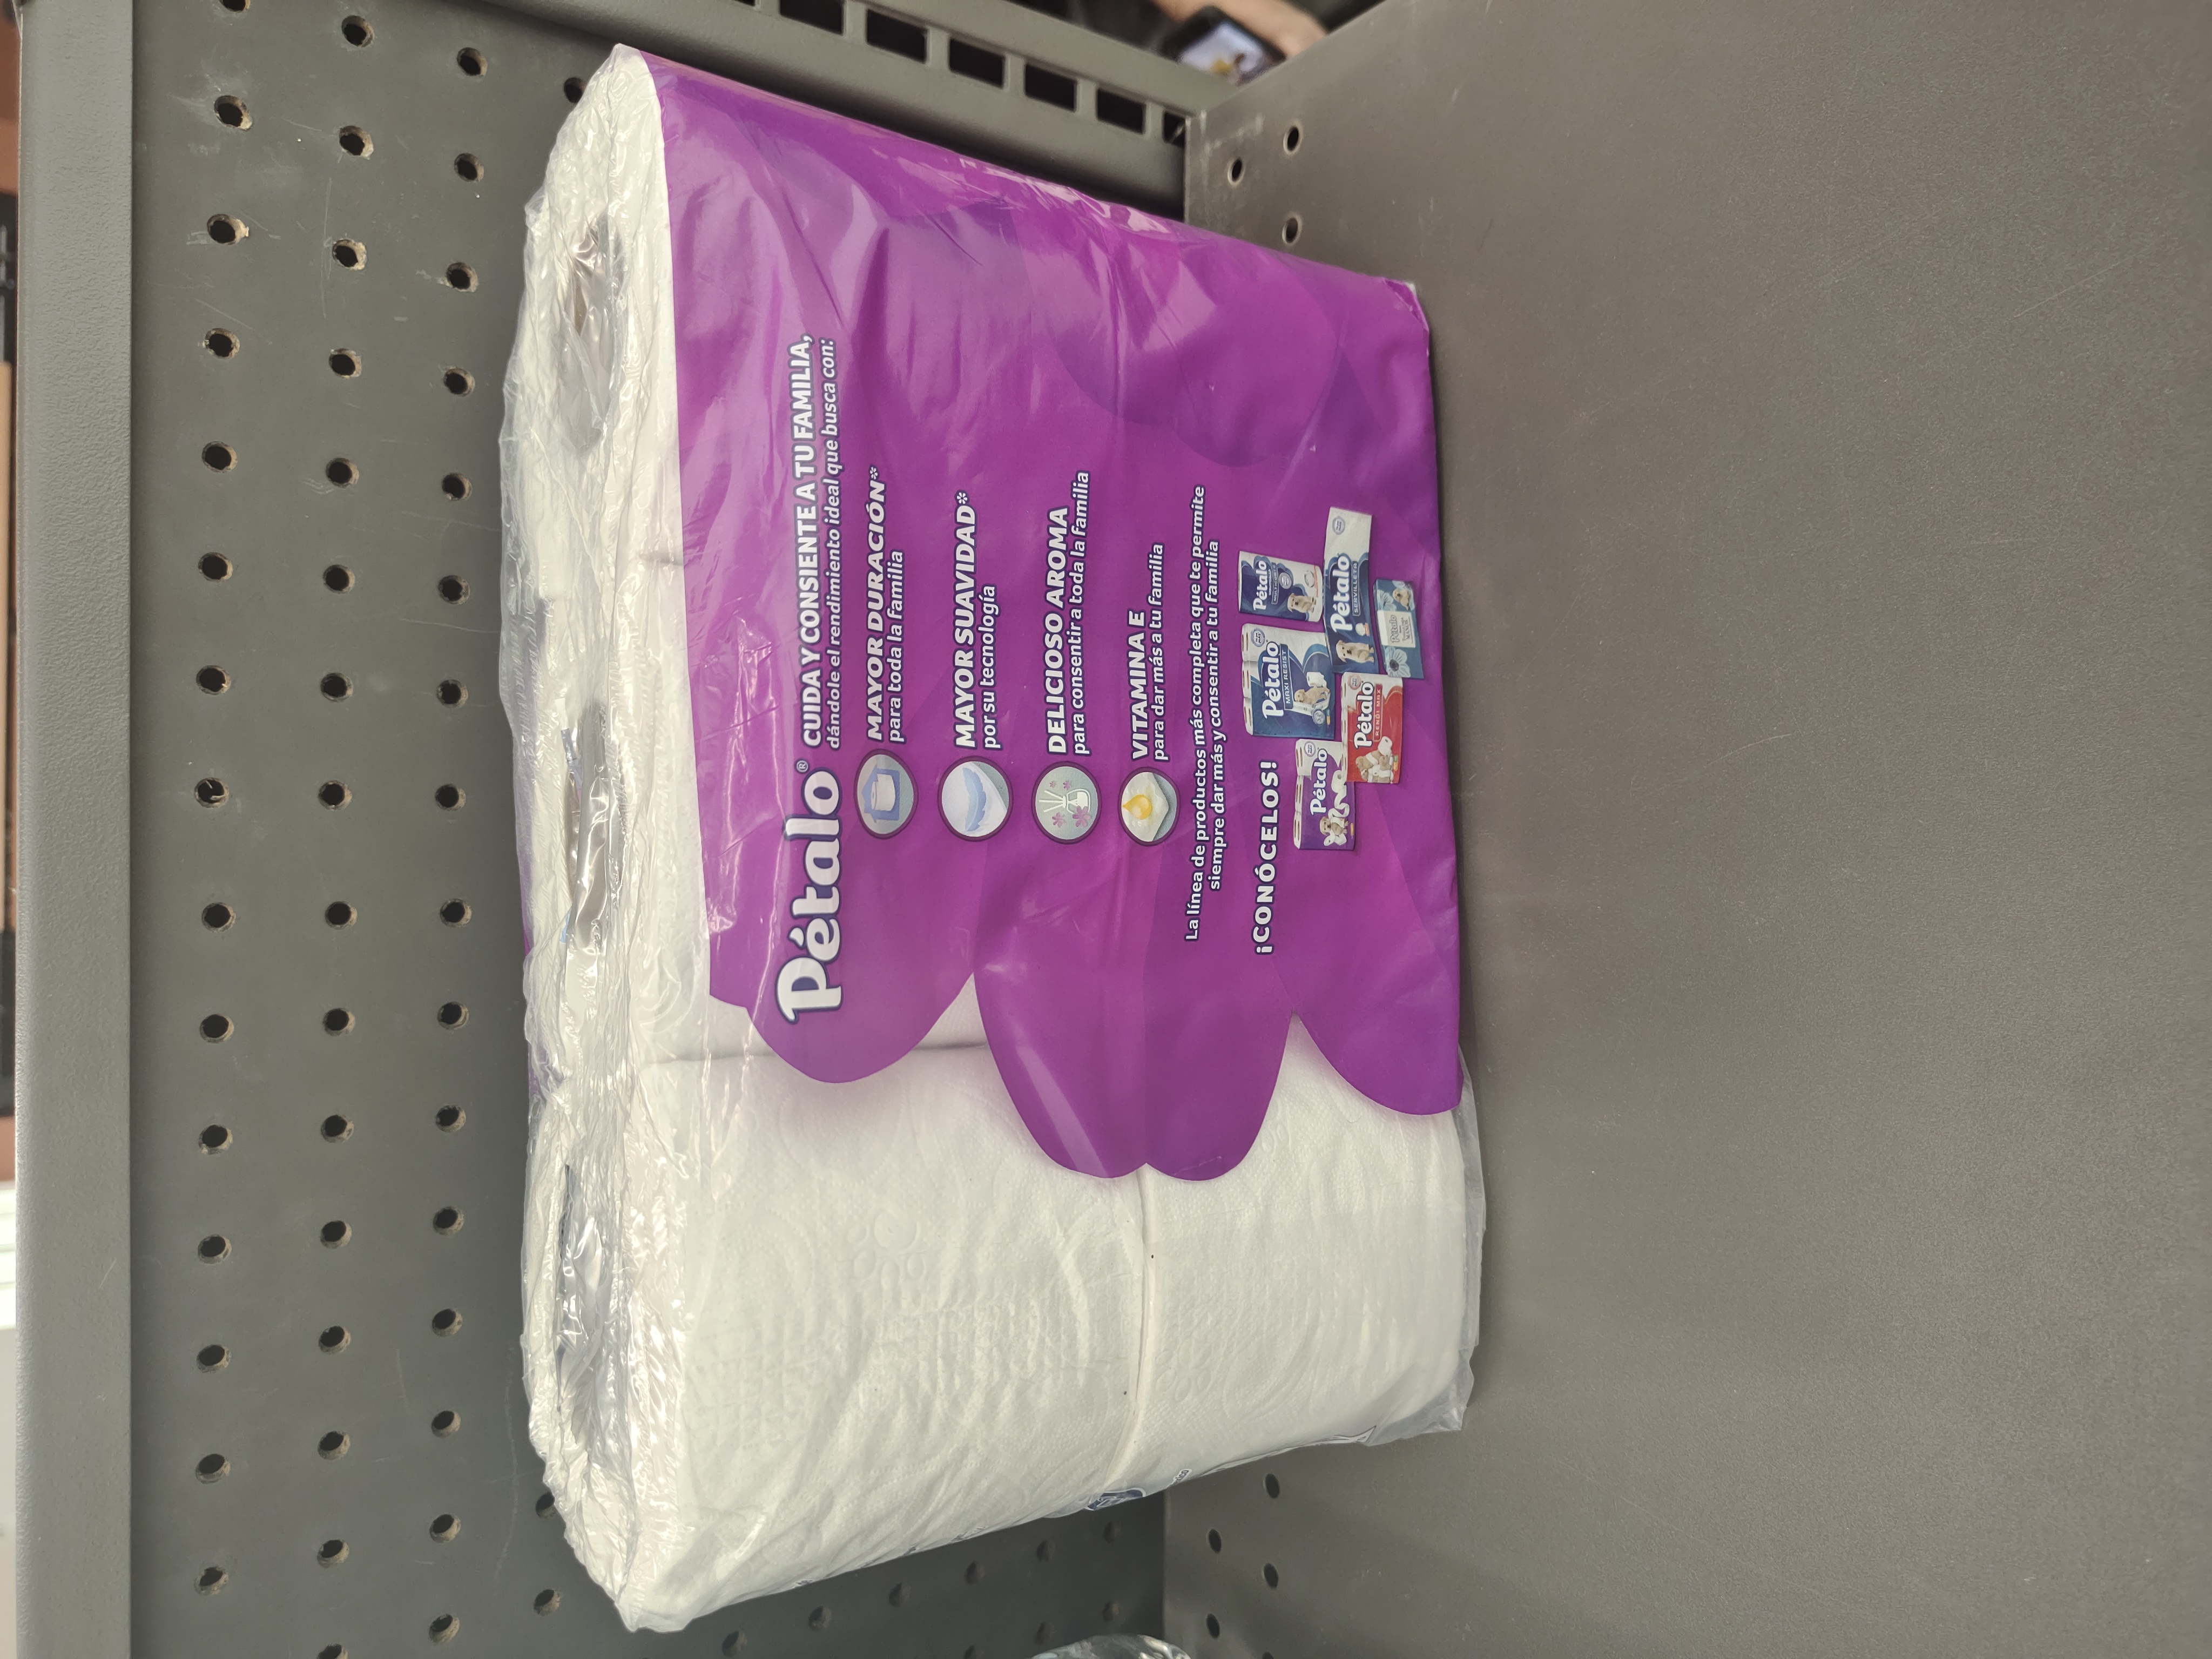 Pétalo® CUIDA Y CONSIENTE A TU FAMILIA,
dándole el rendimiento ideal que busca con:
MAYOR DURACIÓN*
para toda la familia
MAYOR SUAVIDAD*
por su tecnología
DELICIOSO AROMA
para consentir a toda la familia
VITAMINA E
para dar más a tu familia
La línea de productos más completa que te permite
siempre dar más y consentir a tu familia
¡CONÓCELOS!
Pétalo
MAXI RESIST
Pétalo
Pétalo
Pétalo
SERVILLETA
Pétalo
RENDI MAX
Pétalo